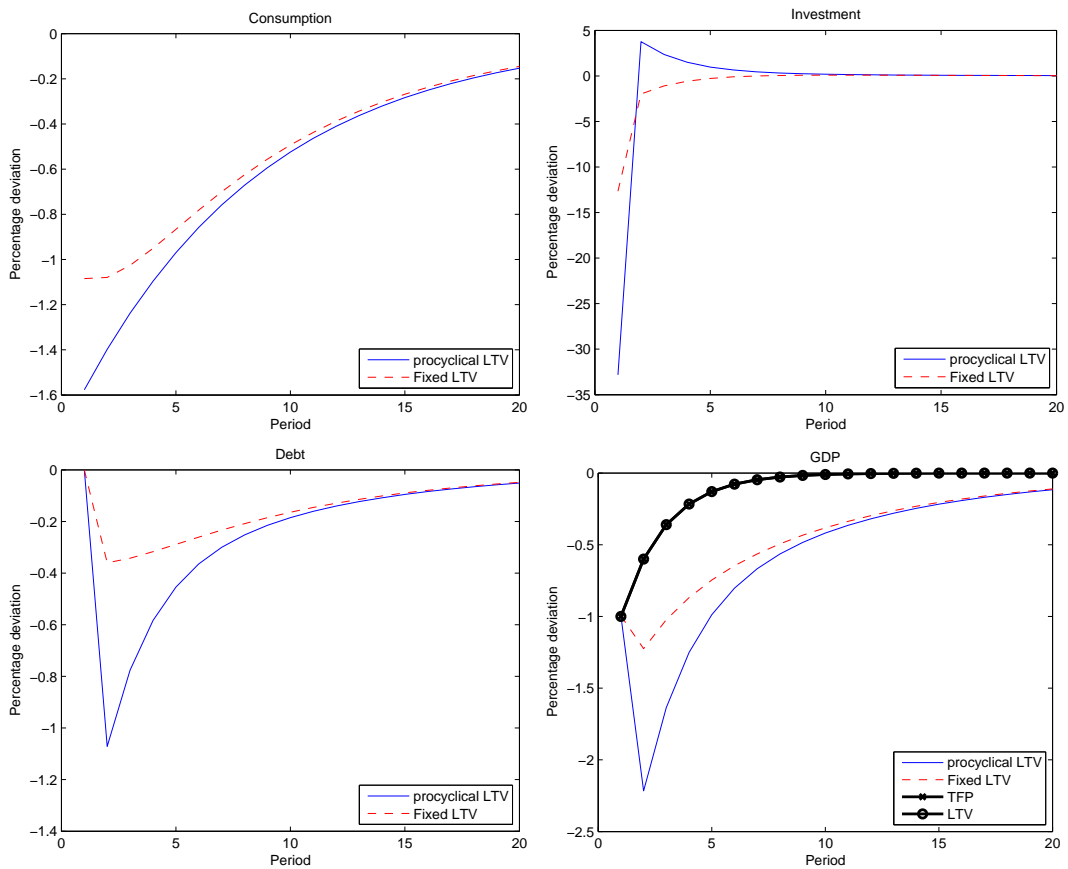 Consumption
0
−0.2
−0.4
−0.6
−0.8
−1
−1.2
−1.4
−1.6
Percentage deviation
0 5 10 15 20
Period
procyclical LTV
Fixed LTV
Investment
5
0
−5
−10
−15
−20
−25
−30
−35
Percentage deviation
0 5 10 15 20
Period
procyclical LTV
Fixed LTV
Debt
0
−0.2
−0.4
−0.6
−0.8
−1
−1.2
−1.4
Percentage deviation
0 5 10 15 20
Period
procyclical LTV
Fixed LTV
GDP
0
−0.5
−1
−1.5
−2
−2.5
Percentage deviation
0 5 10 15 20
Period
procyclical LTV
Fixed LTV
TFP
LTV